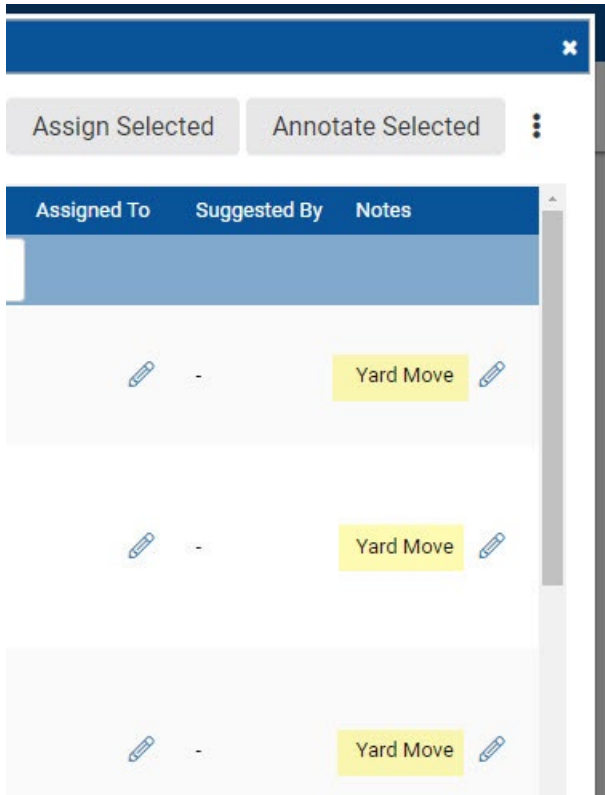 Assign Selected Annotate Selected
Assigned To Suggested By Notes
- Yard Move
- Yard Move
- Yard Move